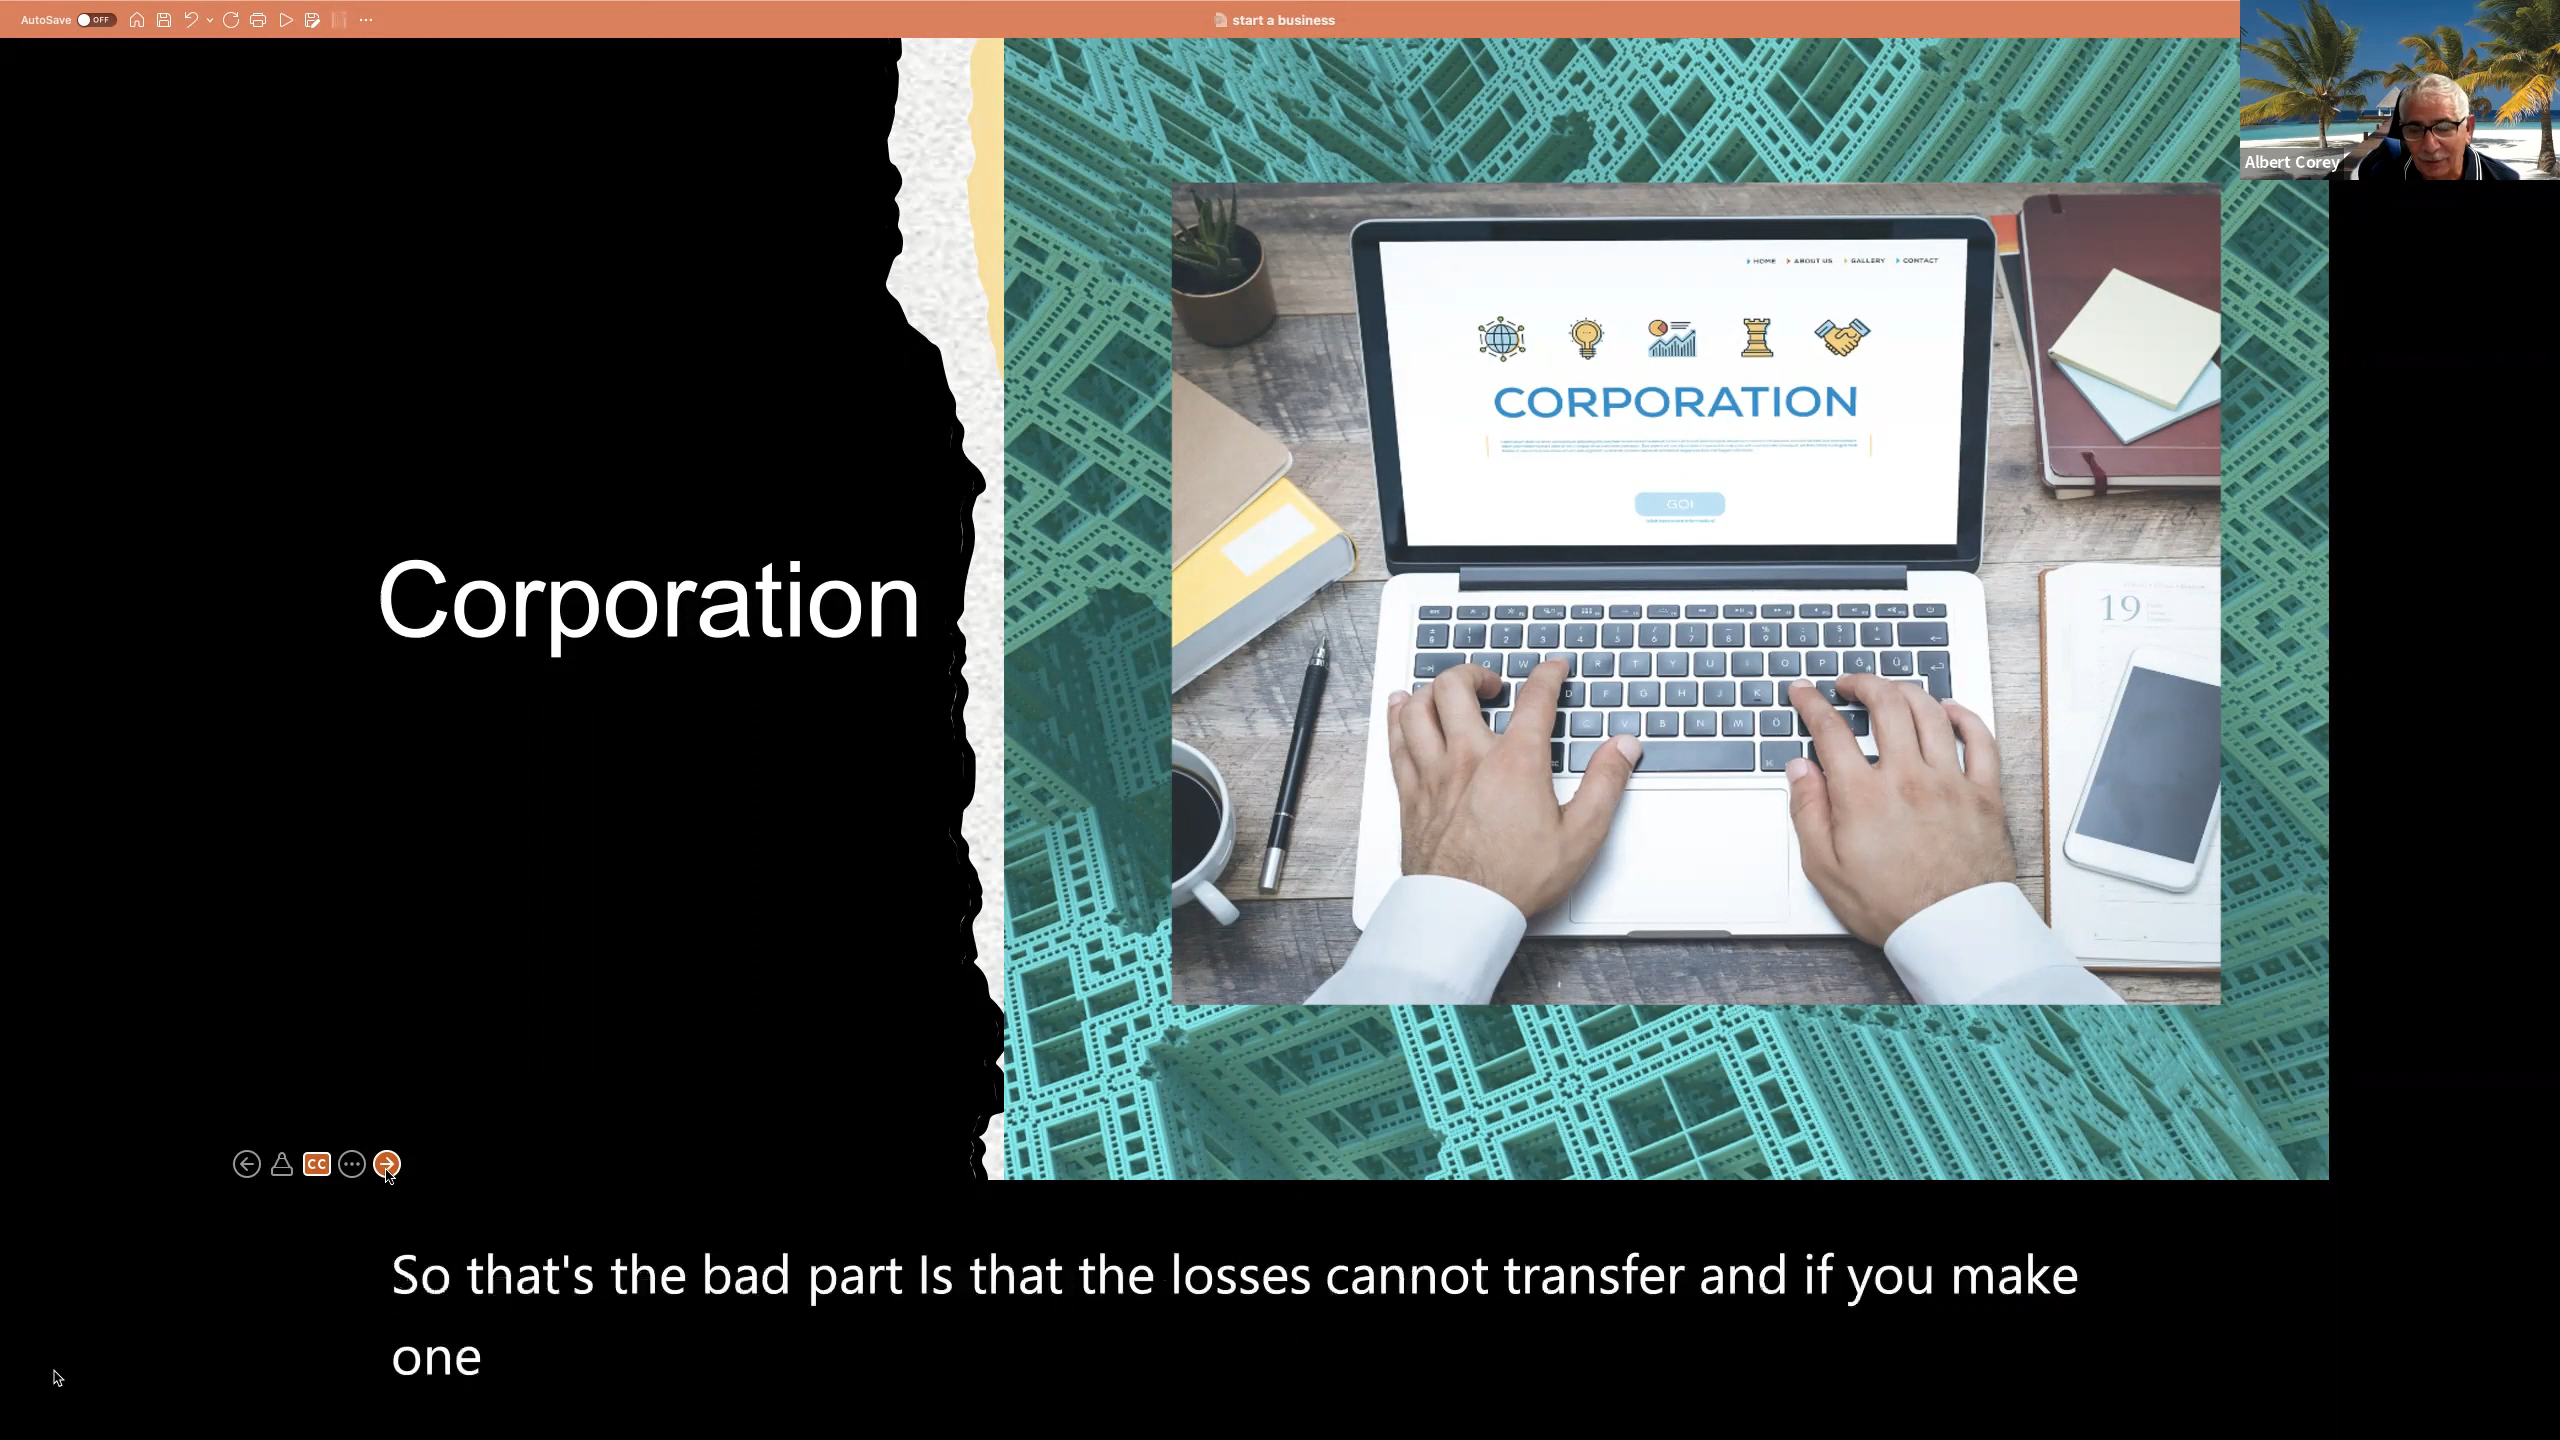 AutoSave OFF
start a business
Albert Corey
HOME ABOUT US GALLERY CONTACT
CORPORATION
GO!
Corporation
19
Q W R T Y U I O P Ğ Ü
D F G H J K Ş
C V B N M Ö
CC
So that's the bad part Is that the losses cannot transfer and if you make
one